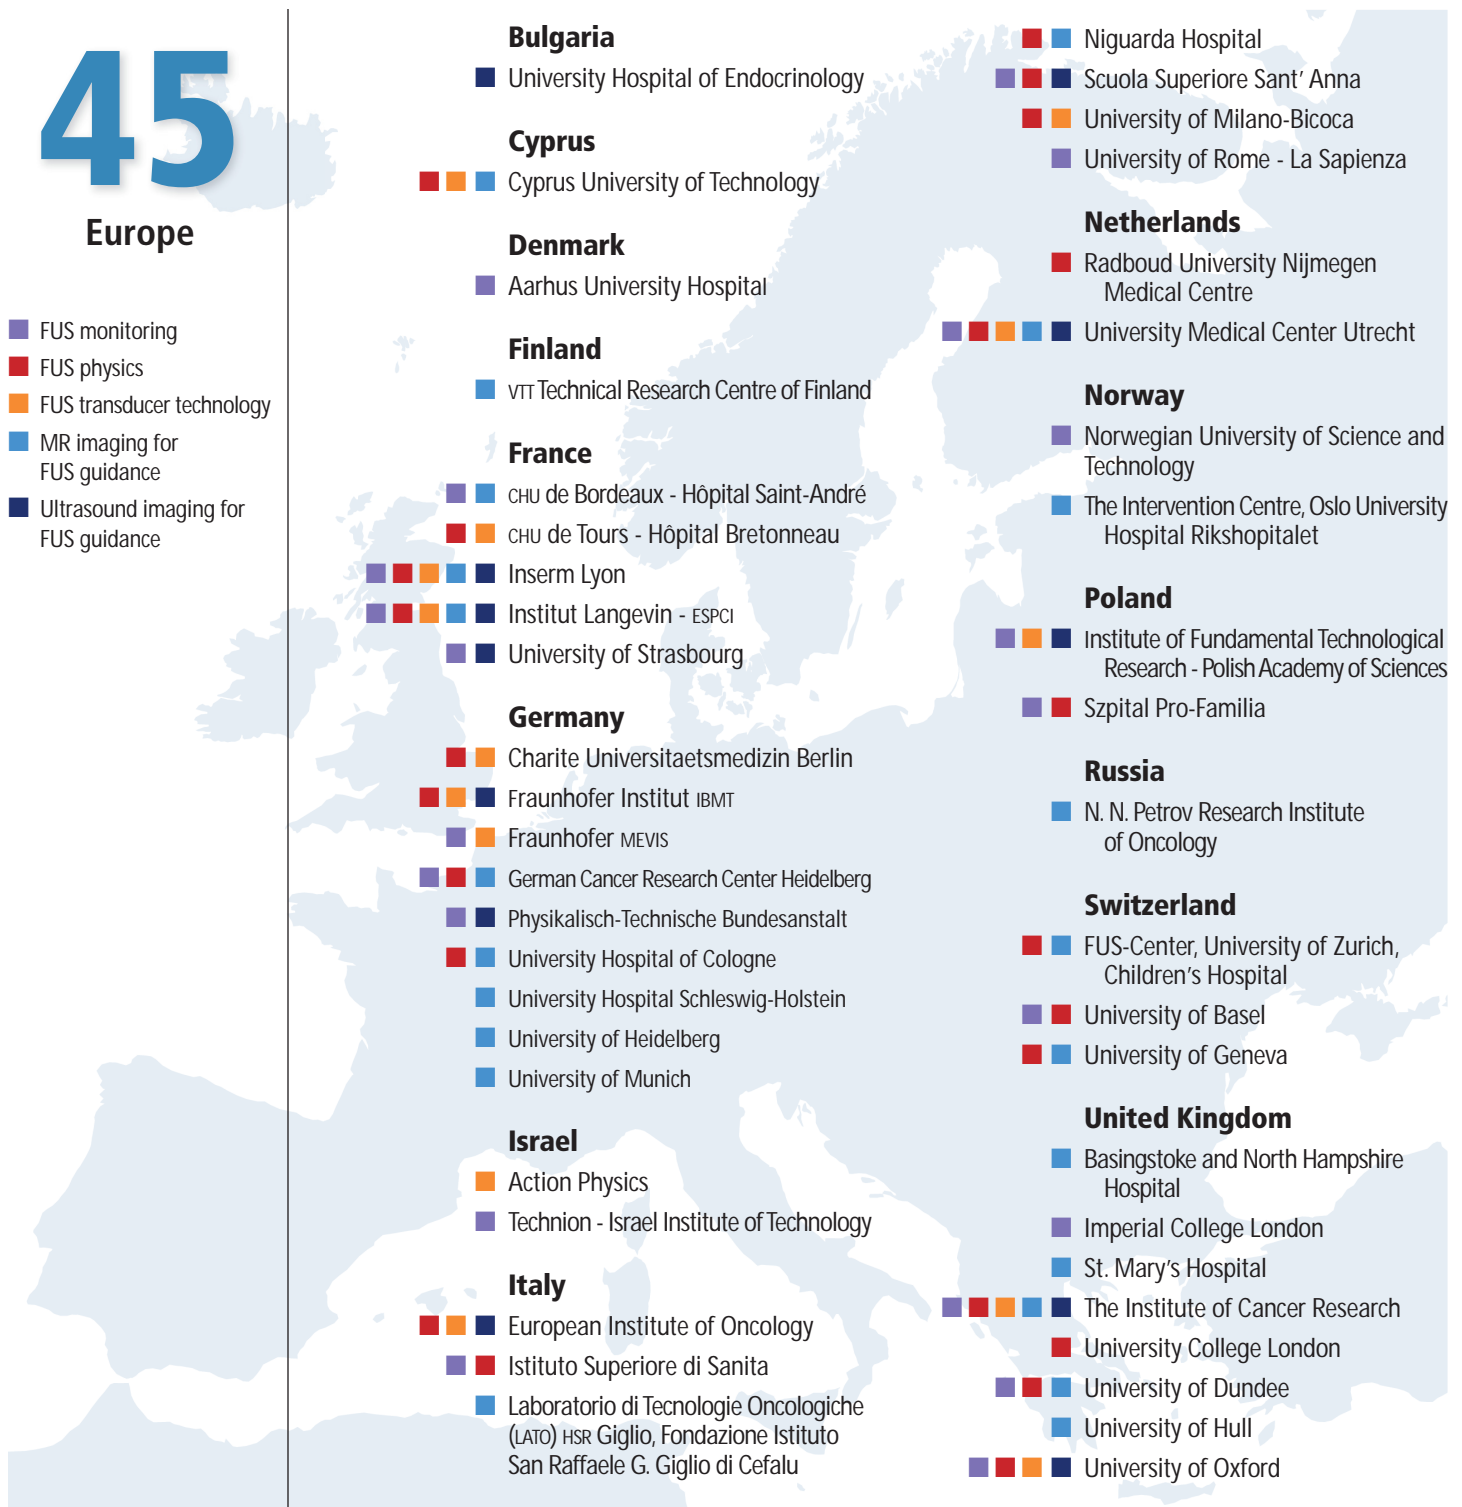 45
Europe
FUS monitoring
FUS physics
FUS transducer technology
MR imaging for
FUS guidance
Ultrasound imaging for
FUS guidance
Bulgaria
University Hospital of Endocrinology
Cyprus
Cyprus University of Technology
Denmark
Aarhus University Hospital
Finland
VTT Technical Research Centre of Finland
France
CHU de Bordeaux - Hôpital Saint-André
CHU de Tours - Hôpital Bretonneau
Inserm Lyon
Institut Langevin - ESPCI
University of Strasbourg
Germany
Charite Universitaetsmedizin Berlin
Fraunhofer Institut IBMT
Fraunhofer MEVIS
German Cancer Research Center Heidelberg
Physikalisch-Technische Bundesanstalt
University Hospital of Cologne
University Hospital Schleswig-Holstein
University of Heidelberg
University of Munich
Israel
Action Physics
Technion - Israel Institute of Technology
Italy
European Institute of Oncology
Istituto Superiore di Sanita
Laboratorio di Tecnologie Oncologiche
(LATO) HSR Giglio, Fondazione Istituto
San Raffaele G. Giglio di Cefalu
Niguarda Hospital
Scuola Superiore Sant' Anna
University of Milano-Bicoca
University of Rome - La Sapienza
Netherlands
Radboud University Nijmegen
Medical Centre
University Medical Center Utrecht
Norway
Norwegian University of Science and
Technology
The Intervention Centre, Oslo University
Hospital Rikshopitalet
Poland
Institute of Fundamental Technological
Research - Polish Academy of Sciences
Szpital Pro-Familia
Russia
N. N. Petrov Research Institute
of Oncology
Switzerland
FUS-Center, University of Zurich,
Children's Hospital
University of Basel
University of Geneva
United Kingdom
Basingstoke and North Hampshire
Hospital
Imperial College London
St. Mary's Hospital
The Institute of Cancer Research
University College London
University of Dundee
University of Hull
University of Oxford